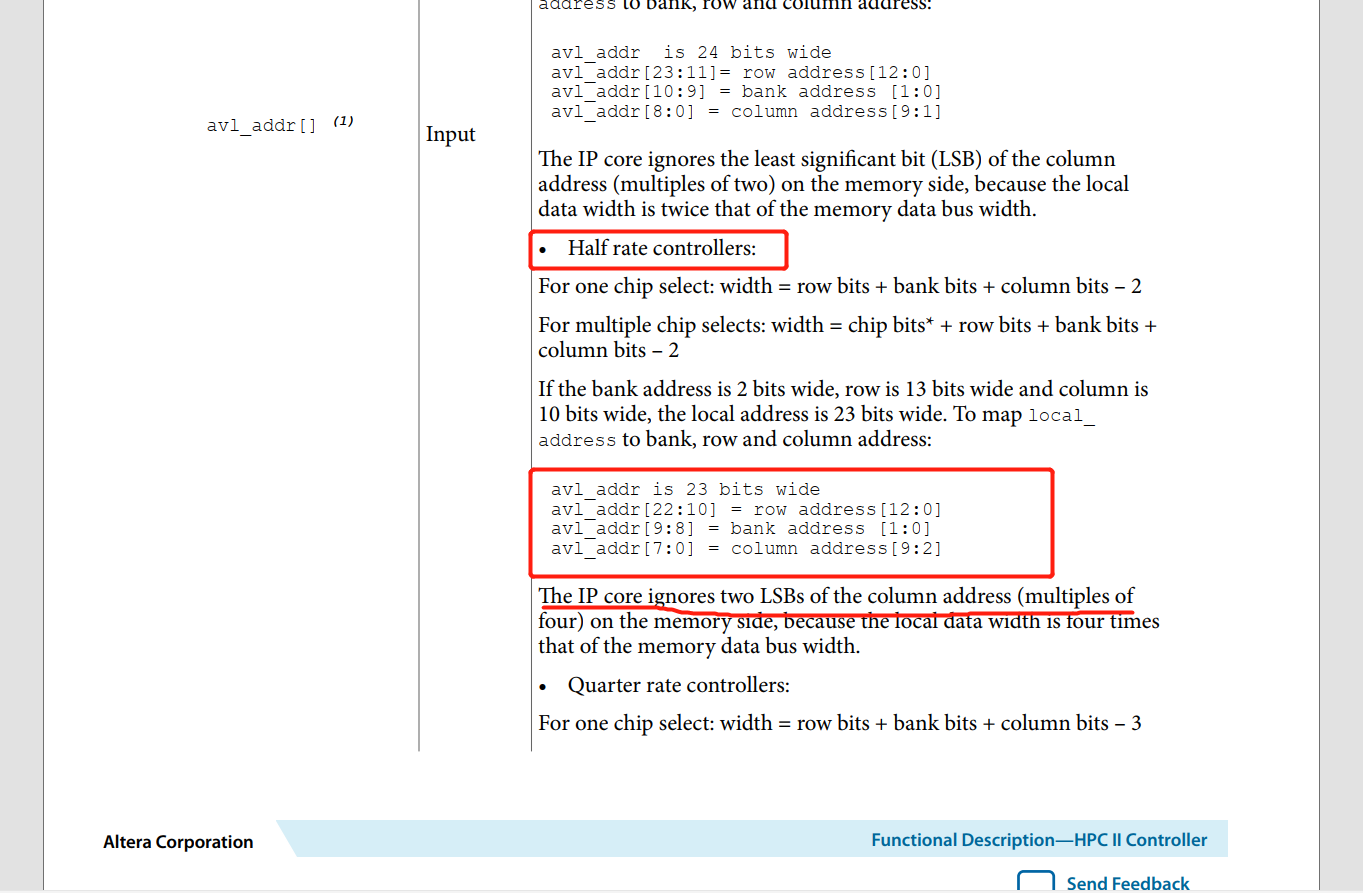 address to bank, row and column address:
avl_addr is 24 bits wide
avl_addr[23:11]= row address[12:0]
avl_addr[10:9] = bank address [1:0]
avl_addr[8:0] = column address[9:1]
avl_addr[] (1)
Input
The IP core ignores the least significant bit (LSB) of the column
address (multiples of two) on the memory side, because the local
data width is twice that of the memory data bus width.
• Half rate controllers:
For one chip select: width = row bits + bank bits + column bits – 2
For multiple chip selects: width = chip bits* + row bits + bank bits +
column bits – 2
If the bank address is 2 bits wide, row is 13 bits wide and column is
10 bits wide, the local address is 23 bits wide. To map local_
address to bank, row and column address:
avl_addr is 23 bits wide
avl_addr[22:10] = row address[12:0]
avl_addr[9:8] = bank address [1:0]
avl_addr[7:0] = column address[9:2]
The IP core ignores two LSBs of the column address (multiples of
four) on the memory side, because the local data width is four times
that of the memory data bus width.
• Quarter rate controllers:
For one chip select: width = row bits + bank bits + column bits – 3
Altera Corporation
Functional Description—HPC II Controller
Send Feedback